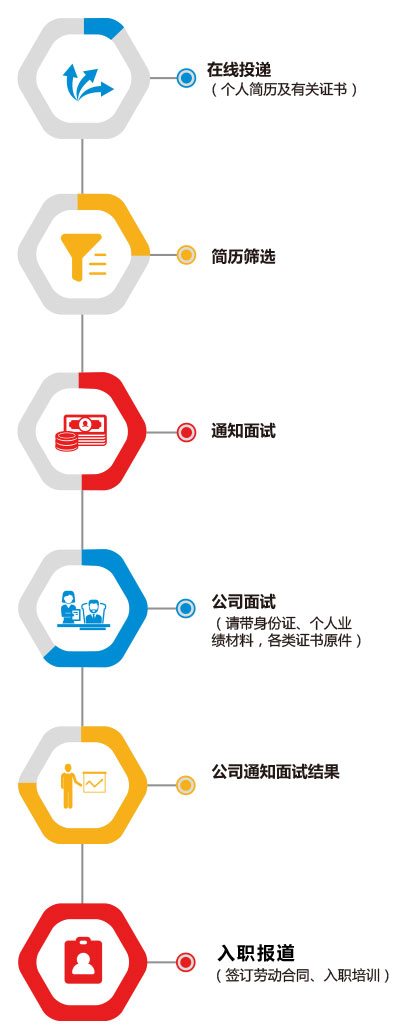 在线投递
（个人简历及有关证书）
简历筛选
通知面试
公司面试
（请带身份证、个人业
绩材料，各类证书原件）
公司通知面试结果
入职报道
（签订劳动合同、入职培训）